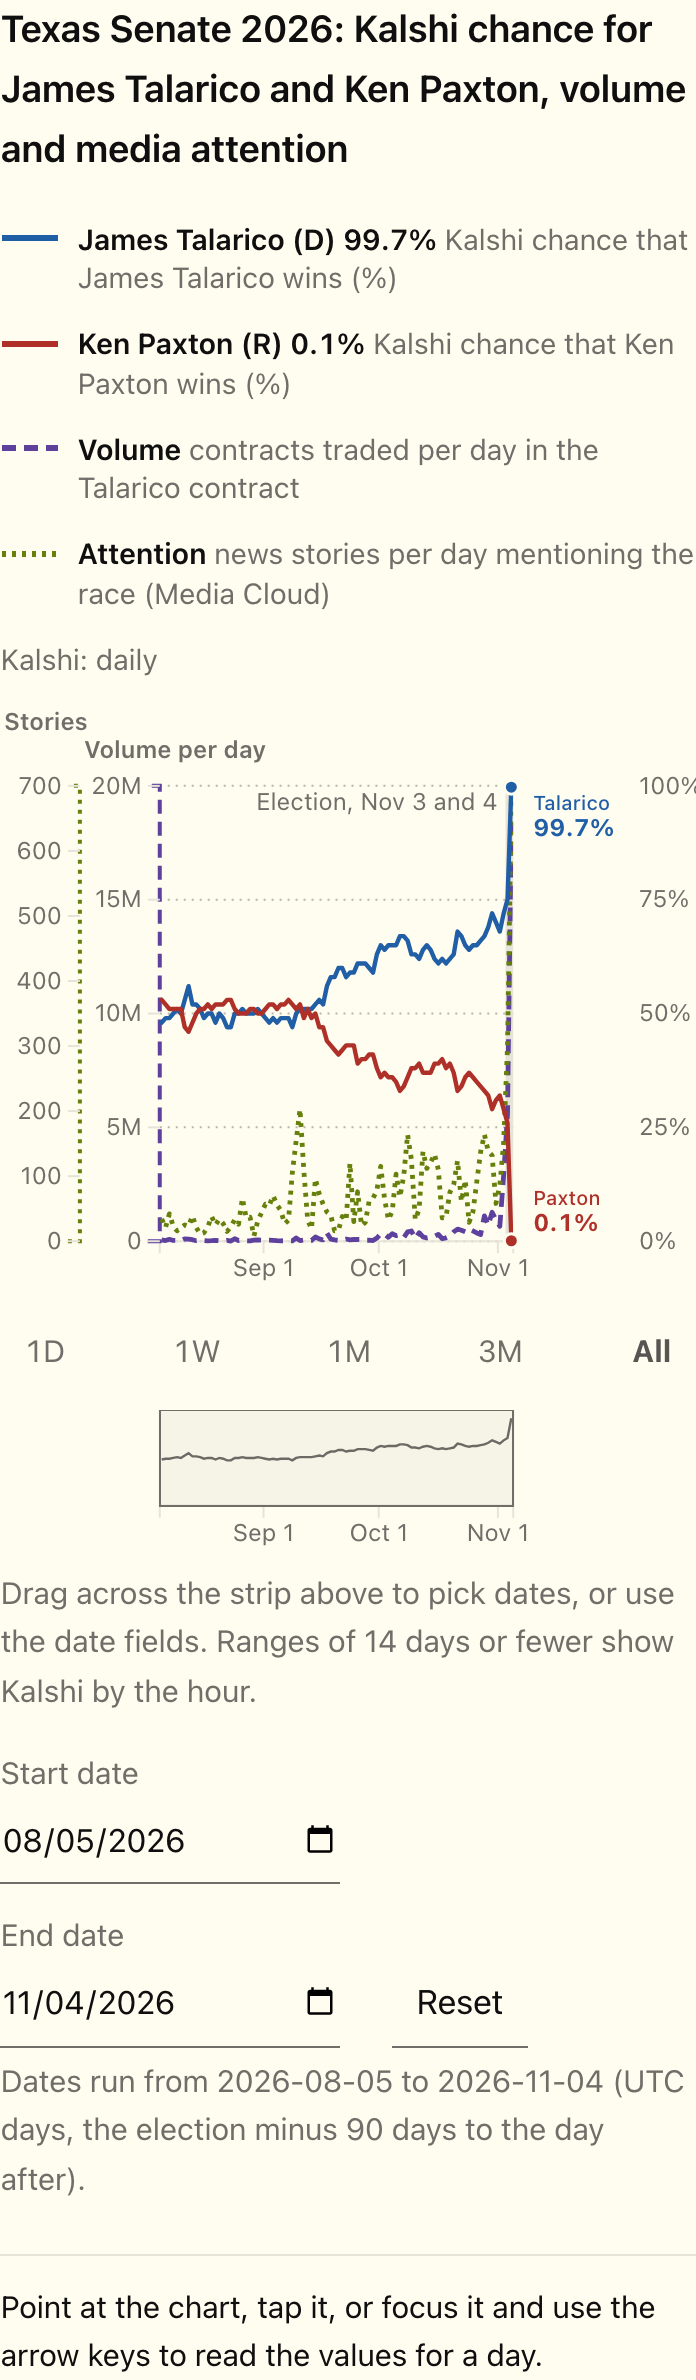 Texas Senate 2026: Kalshi chance for
James Talarico and Ken Paxton, volume
and media attention
James Talarico (D) 99.7% Kalshi chance that
James Talarico wins (%)
Ken Paxton (R) 0.1% Kalshi chance that Ken
Paxton wins (%)
Volume contracts traded per day in the
Talarico contract
Attention news stories per day mentioning the
race (Media Cloud)
Kalshi: daily
Stories
Volume per day
700 20M 100%
Election, Nov 3 and 4
Talarico
99.7%
600
15M 75%
500
400
10M 50%
300
200
5M 25%
100
Paxton
0.1%
0 0 0%
Sep 1 Oct 1 Nov 1
1D 1W 1M 3M All
Sep 1 Oct 1 Nov 1
Drag across the strip above to pick dates, or use
the date fields. Ranges of 14 days or fewer show
Kalshi by the hour.
Start date
08/05/2026
End date
11/04/2026 Reset
Dates run from 2026-08-05 to 2026-11-04 (UTC
days, the election minus 90 days to the day
after).
Point at the chart, tap it, or focus it and use the
arrow keys to read the values for a day.